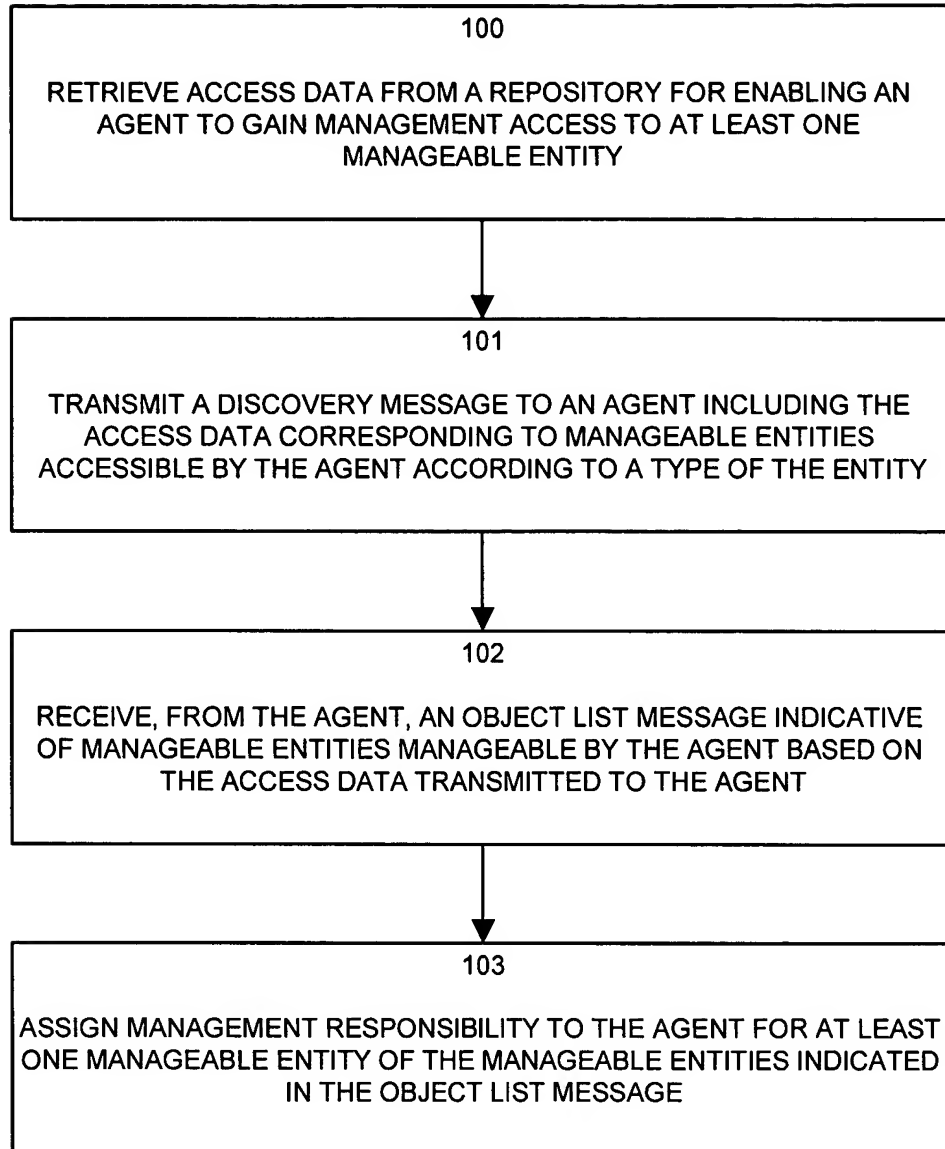 100
RETRIEVE ACCESS DATA FROM A REPOSITORY FOR ENABLING AN
AGENT TO GAIN MANAGEMENT ACCESS TO AT LEAST ONE
MANAGEABLE ENTITY
101
TRANSMIT A DISCOVERY MESSAGE TO AN AGENT INCLUDING THE
ACCESS DATA CORRESPONDING TO MANAGEABLE ENTITIES
ACCESSIBLE BY THE AGENT ACCORDING TO A TYPE OF THE ENTITY
102
RECEIVE, FROM THE AGENT, AN OBJECT LIST MESSAGE INDICATIVE
OF MANAGEABLE ENTITIES MANAGEABLE BY THE AGENT BASED ON
THE ACCESS DATA TRANSMITTED TO THE AGENT
103
ASSIGN MANAGEMENT RESPONSIBILITY TO THE AGENT FOR AT LEAST
ONE MANAGEABLE ENTITY OF THE MANAGEABLE ENTITIES INDICATED
IN THE OBJECT LIST MESSAGE